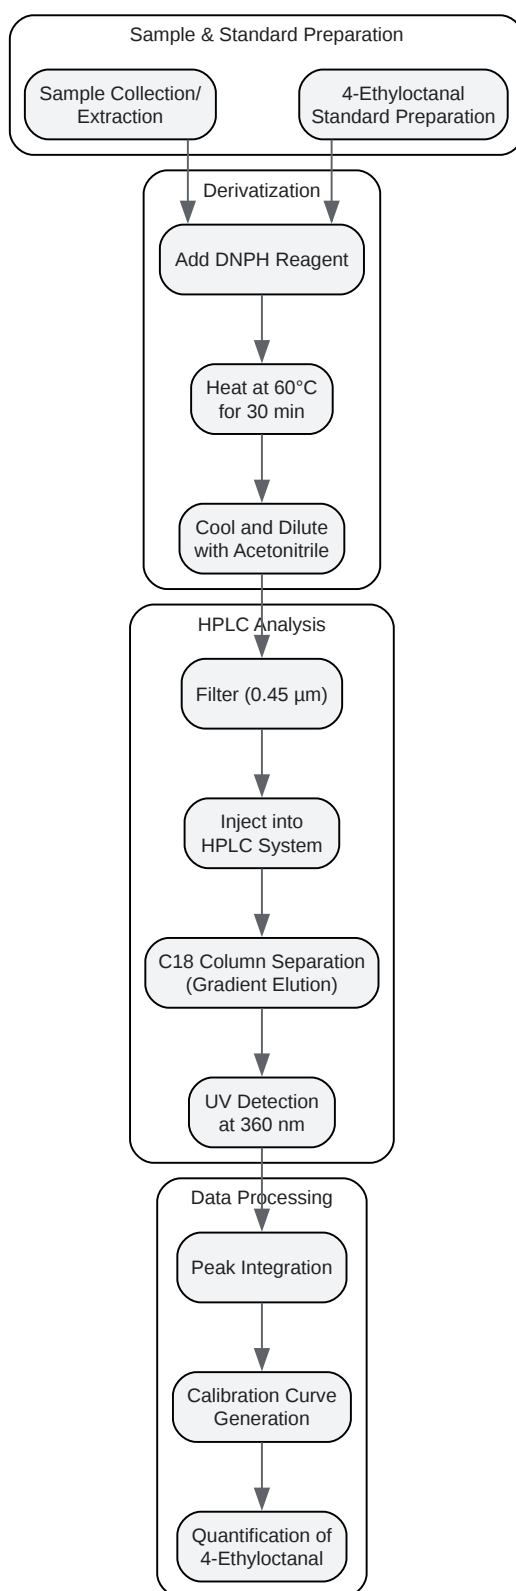 Sample & Standard Preparation
Sample Collection/
Extraction
4-Ethyloctanal
Standard Preparation
Derivatization
Add DNPH Reagent
Heat at 60°C
for 30 min
Cool and Dilute
with Acetonitrile
HPLC Analysis
Filter (0.45 µm)
Inject into
HPLC System
C18 Column Separation
(Gradient Elution)
UV Detection
at 360 nm
Data Processing
Peak Integration
Calibration Curve
Generation
Quantification of
4-Ethyloctanal